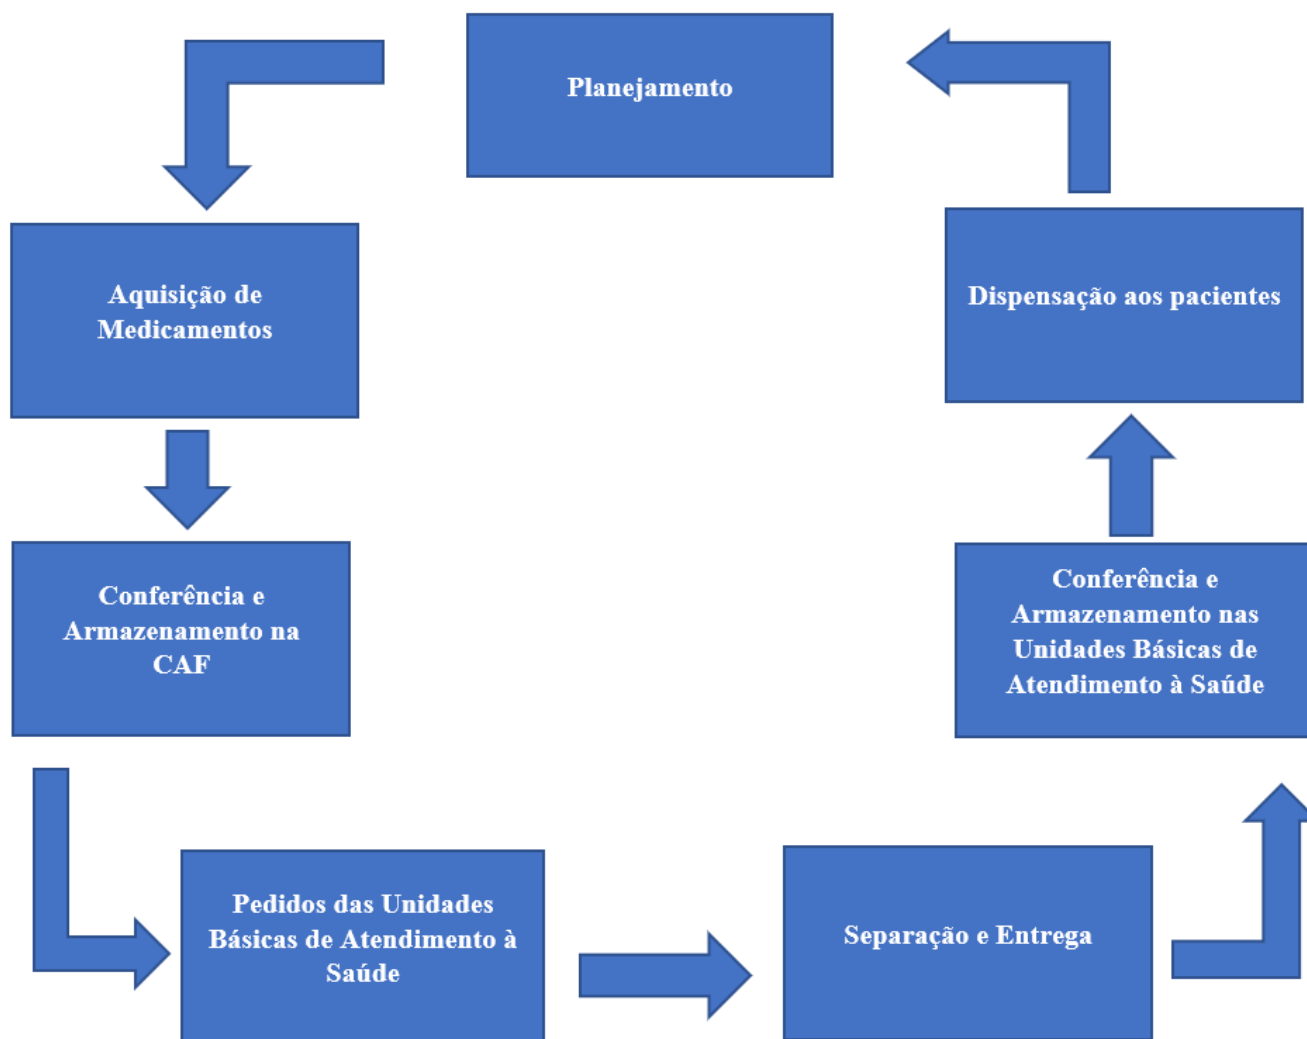 Planejamento
Aquisição de
Medicamentos
Conferência e
Armazenamento na
CAF
Pedidos das Unidades
Básicas de Atendimento à
Saúde
Separação e Entrega
Conferência e
Armazenamento nas
Unidades Básicas de
Atendimento à Saúde
Dispensação aos pacientes